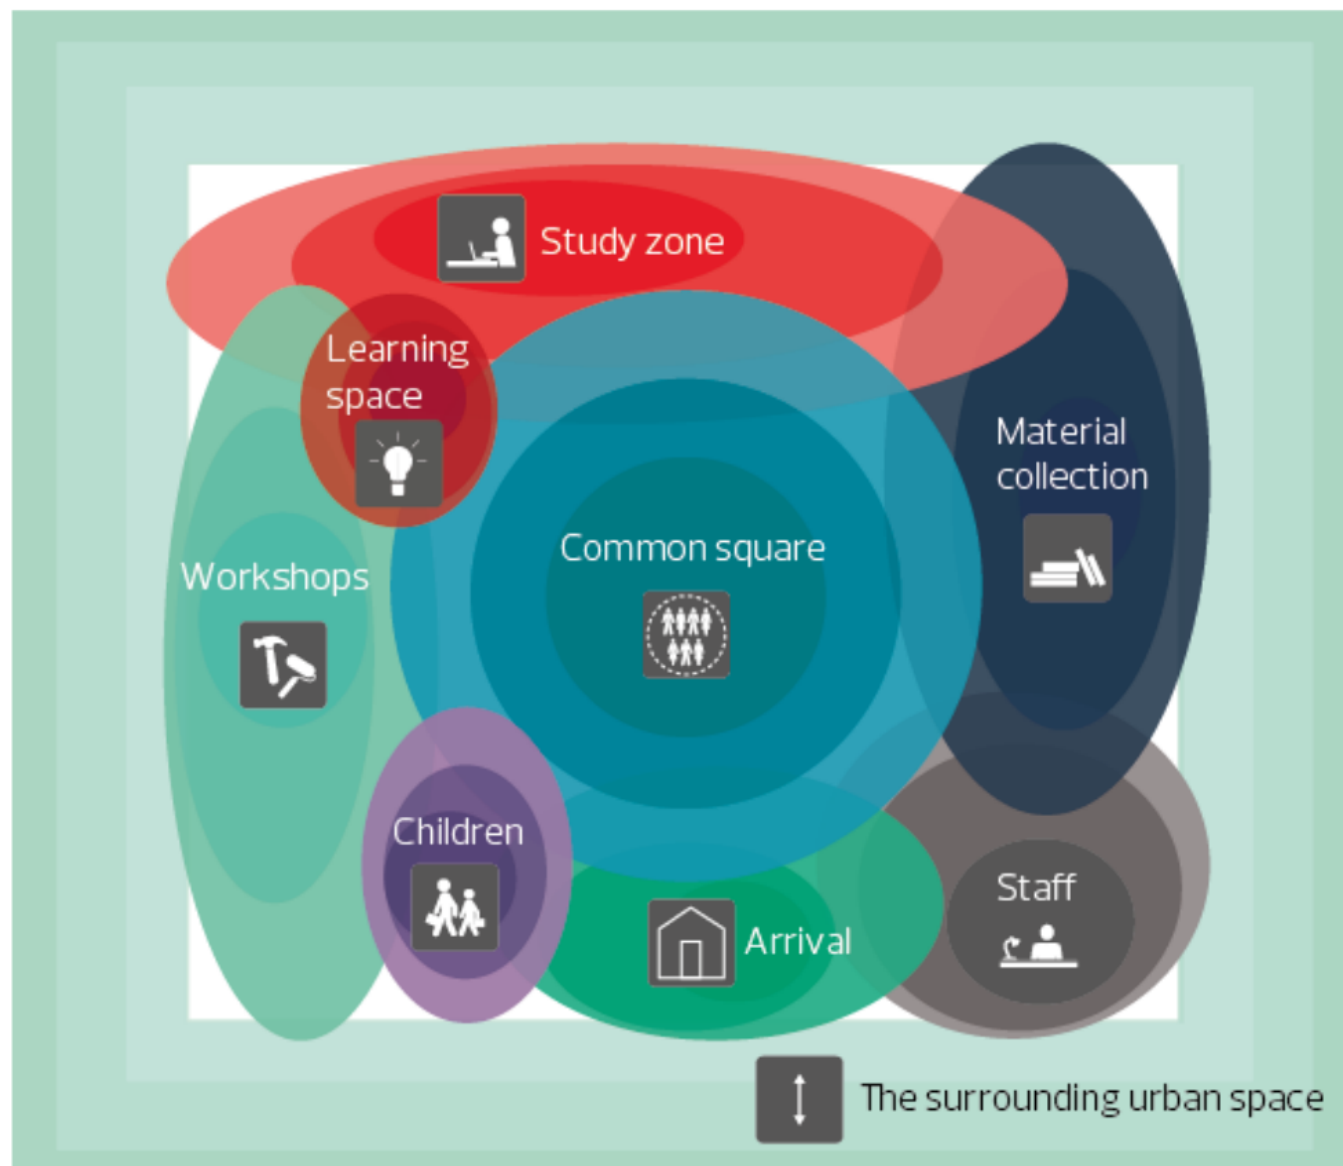 Study zone
Learning
space
Material
collection
Common square
Workshops
Children
Staff
Arrival
The surrounding urban space